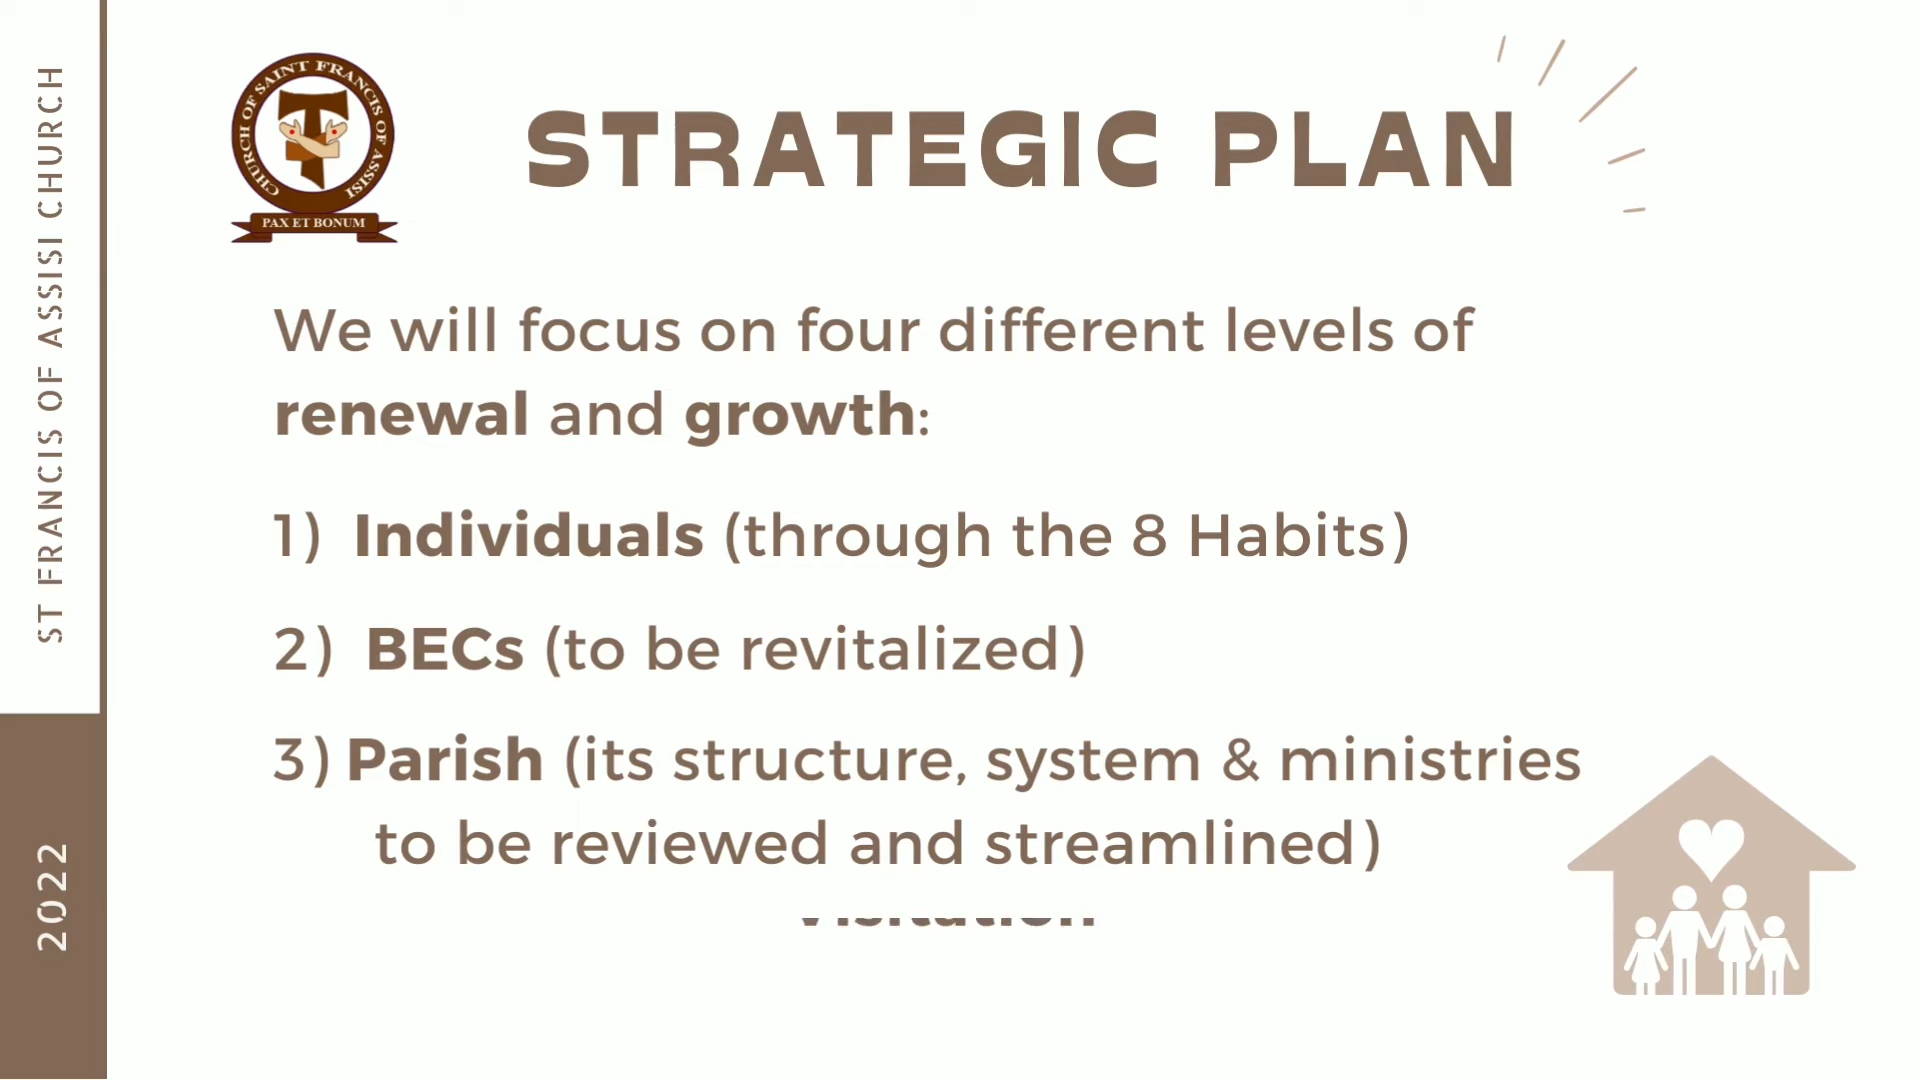 ST FRANCIS OF ASSISI CHURCH
2022
CHURCH OF SAINT FRANCIS OF ASSISI
PAX ET BONUM
STRATEGIC PLAN
We will focus on four different levels of
renewal and growth:
1) Individuals (through the 8 Habits)
2) BECs (to be revitalized)
3) Parish (its structure, system & ministries
to be reviewed and streamlined)